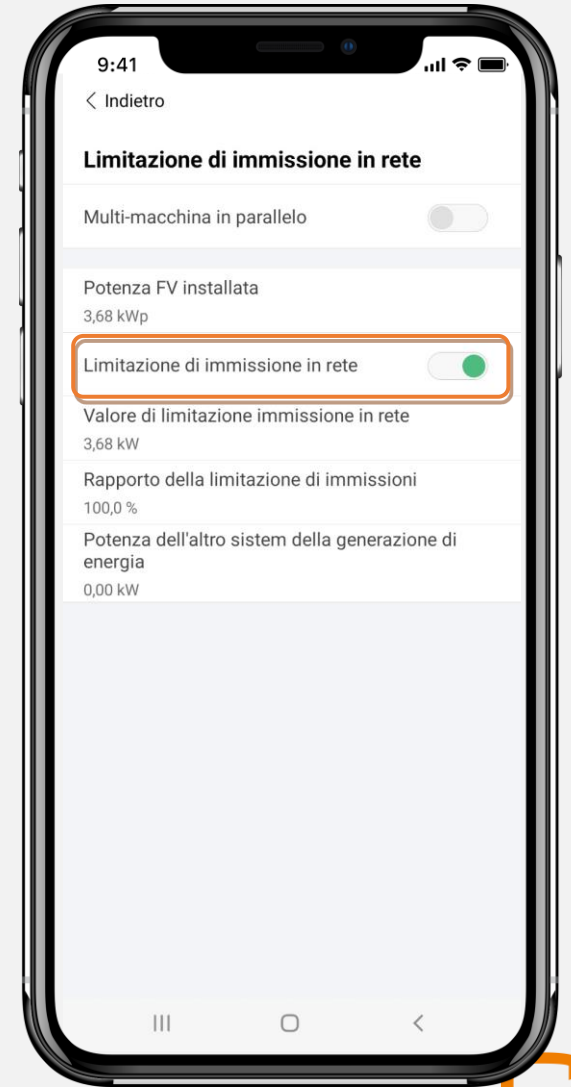 9:41
Indietro
Limitazione di immissione in rete
Multi-macchina in parallelo
Potenza FV installata
3,68 kWp
Limitazione di immissione in rete
Valore di limitazione immissione in rete
3,68 kW
Rapporto della limitazione di immissioni
100,0 %
Potenza dell'altro sistem della generazione di
energia
0,00 kW